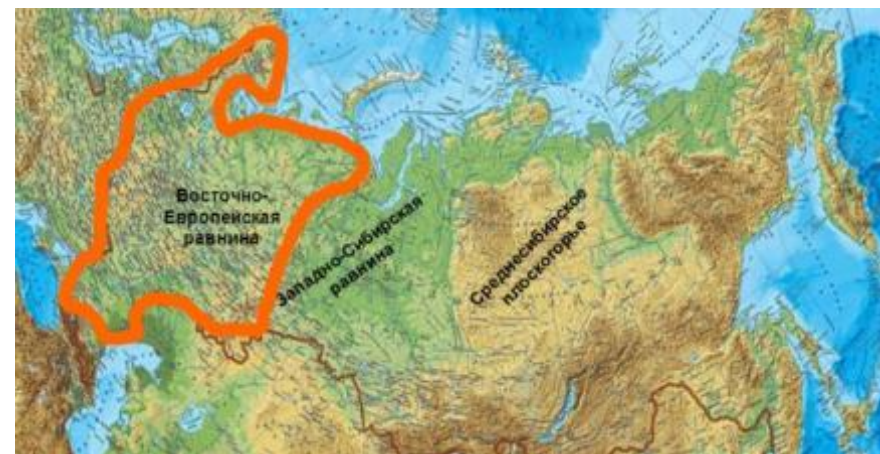 Восточно-
Европейская
равнина
Западно-Сибирская
равнина
Среднесибирское
плоскогорье